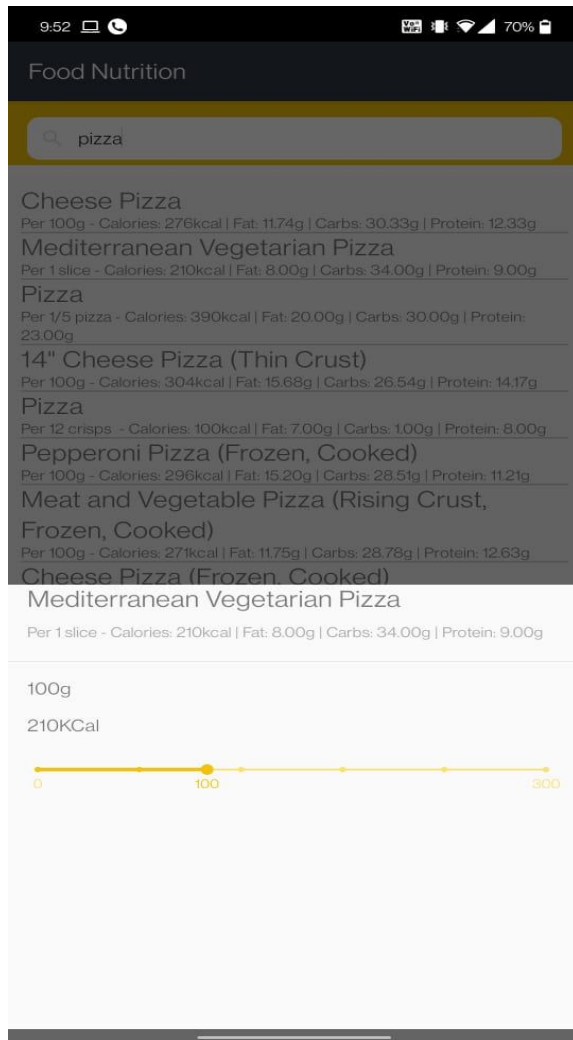 9:52 Vo" WiFi 70%
Food Nutrition
pizza
Cheese Pizza
Per 100g - Calories: 276kcal | Fat: 11.74g | Carbs: 30.33g | Protein: 12.33g
Mediterranean Vegetarian Pizza
Per 1 slice - Calories: 210kcal | Fat: 8.00g | Carbs: 34.00g | Protein: 9.00g
Pizza
Per 1/5 pizza - Calories: 390kcal | Fat: 20.00g | Carbs: 30.00g | Protein:
23.00g
14" Cheese Pizza (Thin Crust)
Per 100g - Calories: 304kcal | Fat: 15.68g | Carbs: 26.54g | Protein: 14.17g
Pizza
Per 12 crisps - Calories: 100kcal | Fat: 7.00g | Carbs: 1.00g | Protein: 8.00g
Pepperoni Pizza (Frozen, Cooked)
Per 100g - Calories: 296kcal | Fat: 15.20g | Carbs: 28.51g | Protein: 11.21g
Meat and Vegetable Pizza (Rising Crust,
Frozen, Cooked)
Per 100g - Calories: 271kcal | Fat: 11.75g | Carbs: 28.78g | Protein: 12.63g
Cheese Pizza (Frozen, Cooked)
Mediterranean Vegetarian Pizza
Per 1 slice - Calories: 210kcal | Fat: 8.00g | Carbs: 34.00g | Protein: 9.00g
100g
210KCal
0 100 300